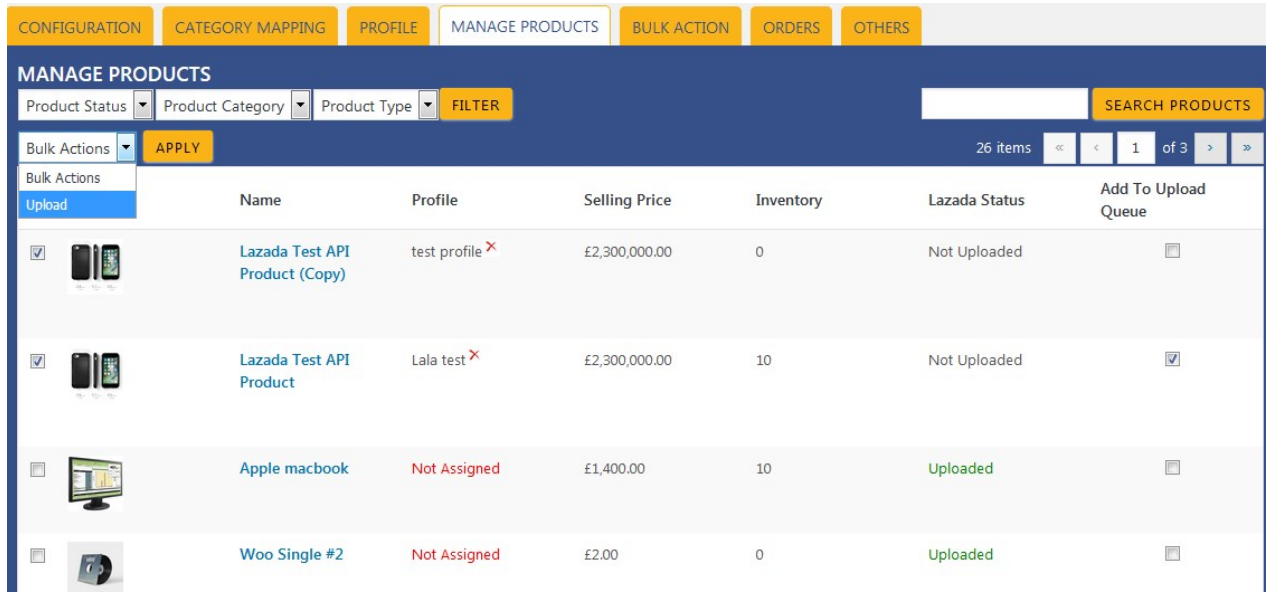 CONFIGURATION CATEGORY MAPPING PROFILE MANAGE PRODUCTS BULK ACTION ORDERS OTHERS
MANAGE PRODUCTS
Product Status Product Category Product Type FILTER SEARCH PRODUCTS
Bulk Actions APPLY 26 items « ‹ 1 of 3 › »
Bulk Actions
Upload
Name Profile Selling Price Inventory Lazada Status Add To Upload
Queue
Lazada Test API test profile £2,300,000.00 0 Not Uploaded
Product (Copy)
Lazada Test API Lala test £2,300,000.00 10 Not Uploaded
Product
Apple macbook Not Assigned £1,400.00 10 Uploaded
Woo Single #2 Not Assigned £2.00 0 Uploaded